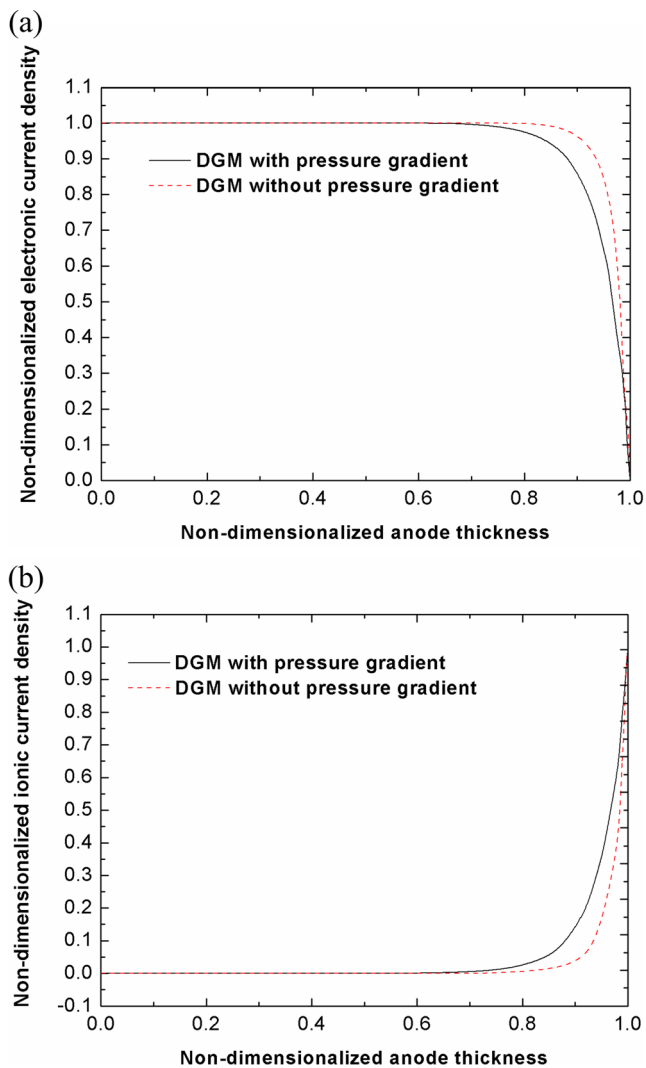 (a)
Non-dimensionalized electronic current density
1.1
1.0
0.9
0.8
0.7
0.6
0.5
0.4
0.3
0.2
0.1
0.0
DGM with pressure gradient
DGM without pressure gradient
0.0 0.2 0.4 0.6 0.8 1.0
Non-dimensionalized anode thickness
(b)
Non-dimensionalized ionic current density
1.1
1.0
0.9
0.8
0.7
0.6
0.5
0.4
0.3
0.2
0.1
0.0
-0.1
DGM with pressure gradient
DGM without pressure gradient
0.0 0.2 0.4 0.6 0.8 1.0
Non-dimensionalized anode thickness